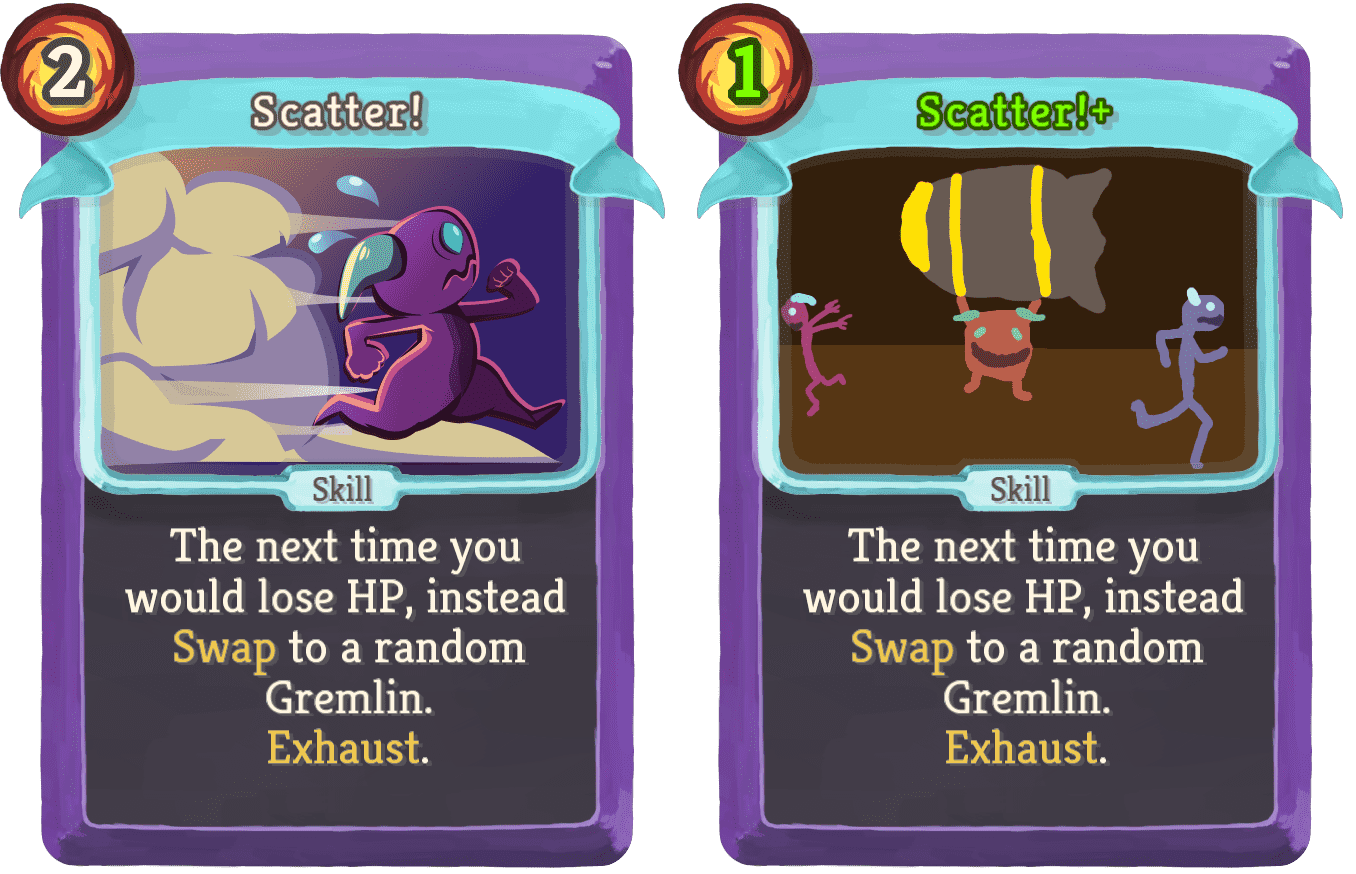 2
Scatter!
Skill
The next time you
would lose HP, instead
Swap to a random
Gremlin.
Exhaust.
1
Scatter!+
Skill
The next time you
would lose HP, instead
Swap to a random
Gremlin.
Exhaust.